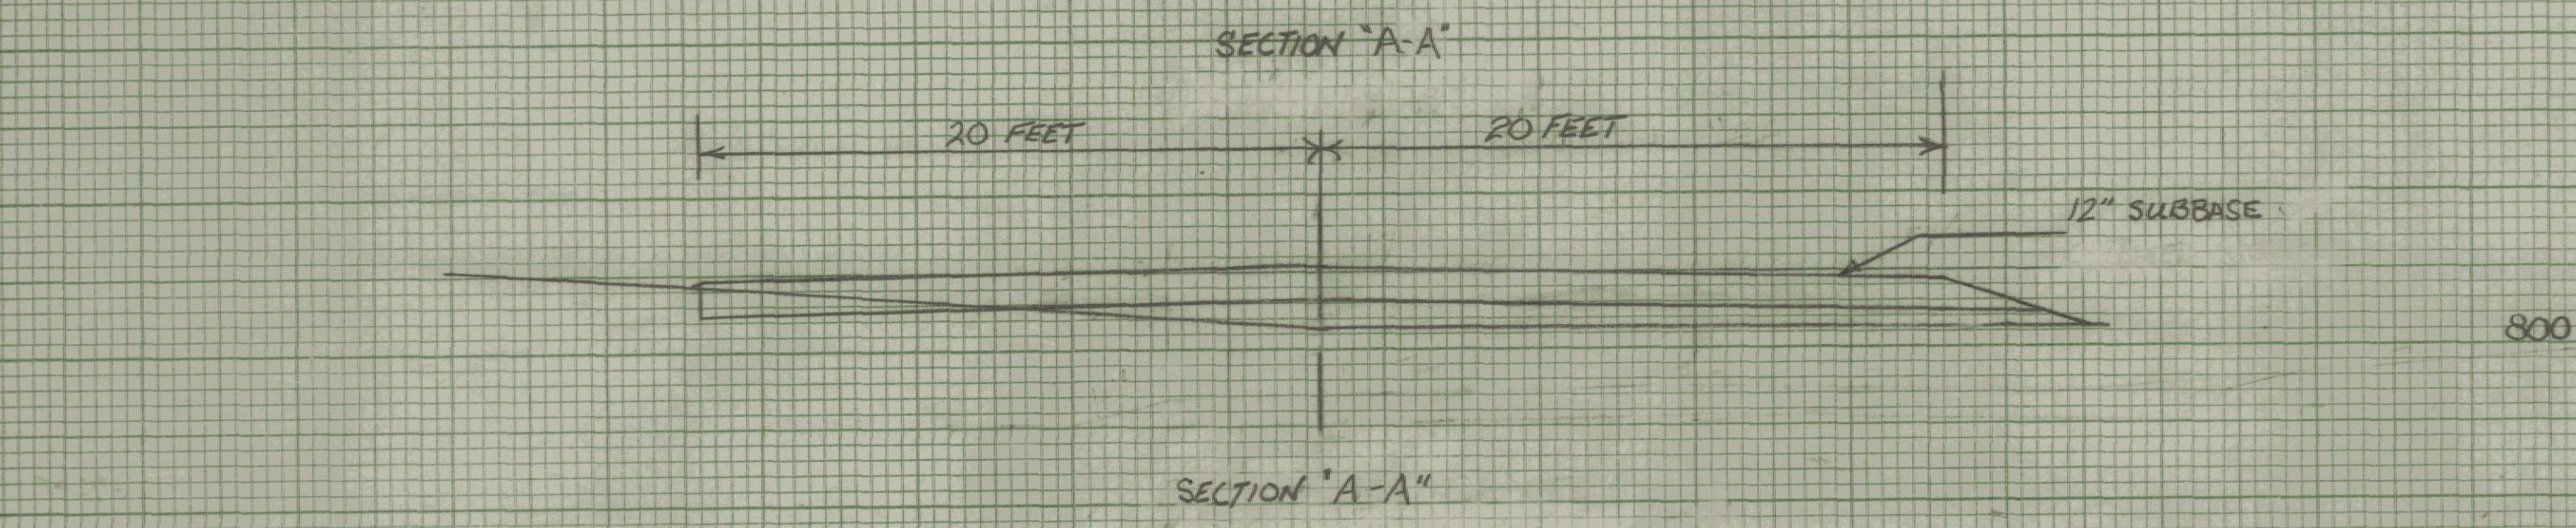 SECTION "A-A"
20 FEET
20 FEET
12" SUBBASE
800
SECTION "A-A"